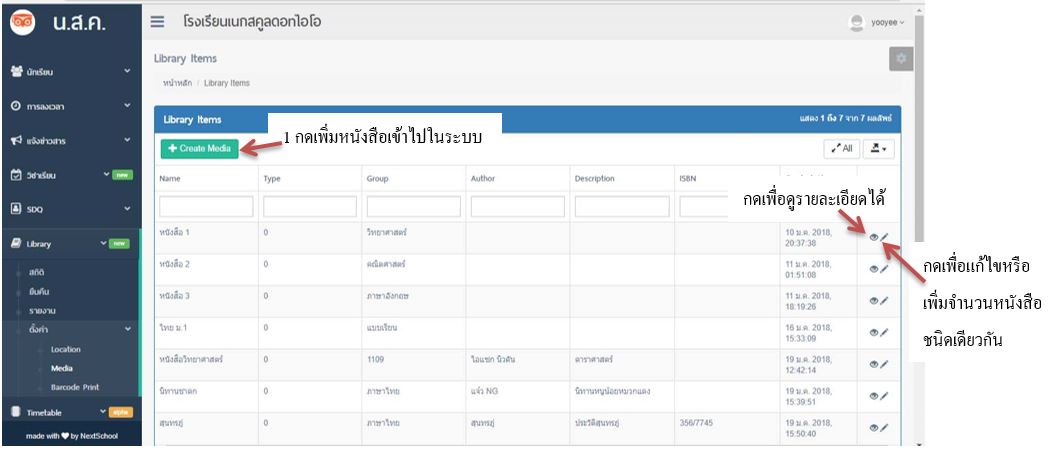 น.ส.ค.
โรงเรียนเนกสคูลดอทไอโอ
yooyee
Library Items
หน้าหลัก / Library Items
นักเรียน
การลงเวลา
แจ้งข่าวสาร
วิชาเรียน new
SDQ
Library new
สถิติ
ยืมคืน
รายงาน
ตั้งค่า
Location
Media
Barcode Print
Timetable alpha
made with by NextSchool
Library Items แสดง 1 ถึง 7 จาก 7 ผลลัพธ์
+ Create Media
1 กดเพิ่มหนังสือเข้าไปในระบบ
All
Name Type Group Author Description ISBN
กดเพื่อดูรายละเอียดได้
หนังสือ 1 0 วิทยาศาสตร์ 10 ม.ค. 2018, 20:37:38
หนังสือ 2 0 คณิตศาสตร์ 11 ม.ค. 2018, 01:51:08
หนังสือ 3 0 ภาษาอังกฤษ 11 ม.ค. 2018, 18:19:26
ไทย ม.1 0 แบบเรียน 16 ม.ค. 2018, 15:33:09
หนังสือวิทยาศาสตร์ 0 1109 ไอแซก นิวตัน ดาราศาสตร์ 19 ม.ค. 2018, 12:42:14
นิทานชาดก 0 ภาษาไทย แจ๋ว NG นิทานหนูน้อยหมวกแดง 19 ม.ค. 2018, 15:39:51
สุนทรภู่ 0 ภาษาไทย สุนทรภู่ ประวัติสุนทรภู่ 356/7745 19 ม.ค. 2018, 15:50:40
กดเพื่อแก้ไขหรือ
เพิ่มจำนวนหนังสือ
ชนิดเดียวกัน